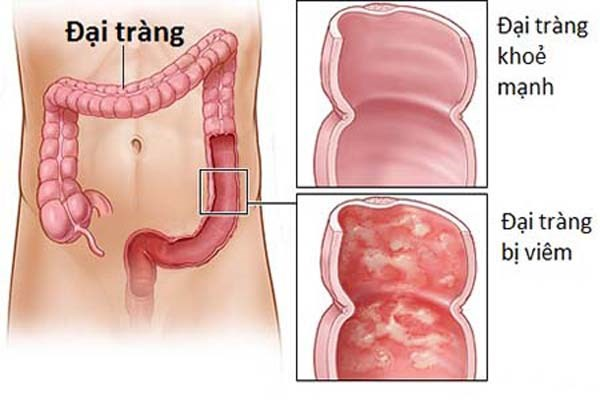 Đại tràng
Đại tràng
khoẻ
mạnh
Đại tràng
bị viêm